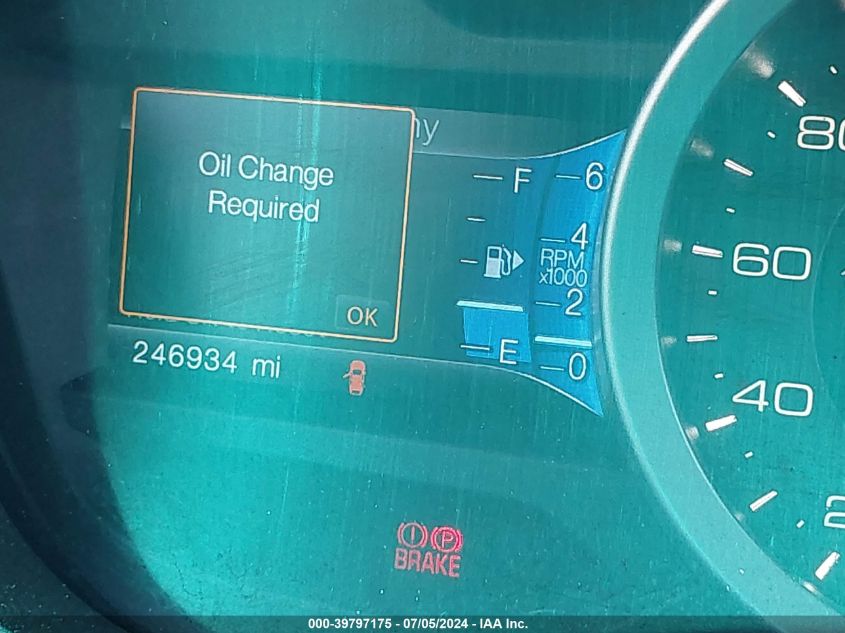 Oil Change
Required
OK
F
6
4
RPM
x1000
2
E
0
246934 mi
80
60
40
2
P
BRAKE
000-39797175 - 07/05/2024 - IAA Inc.